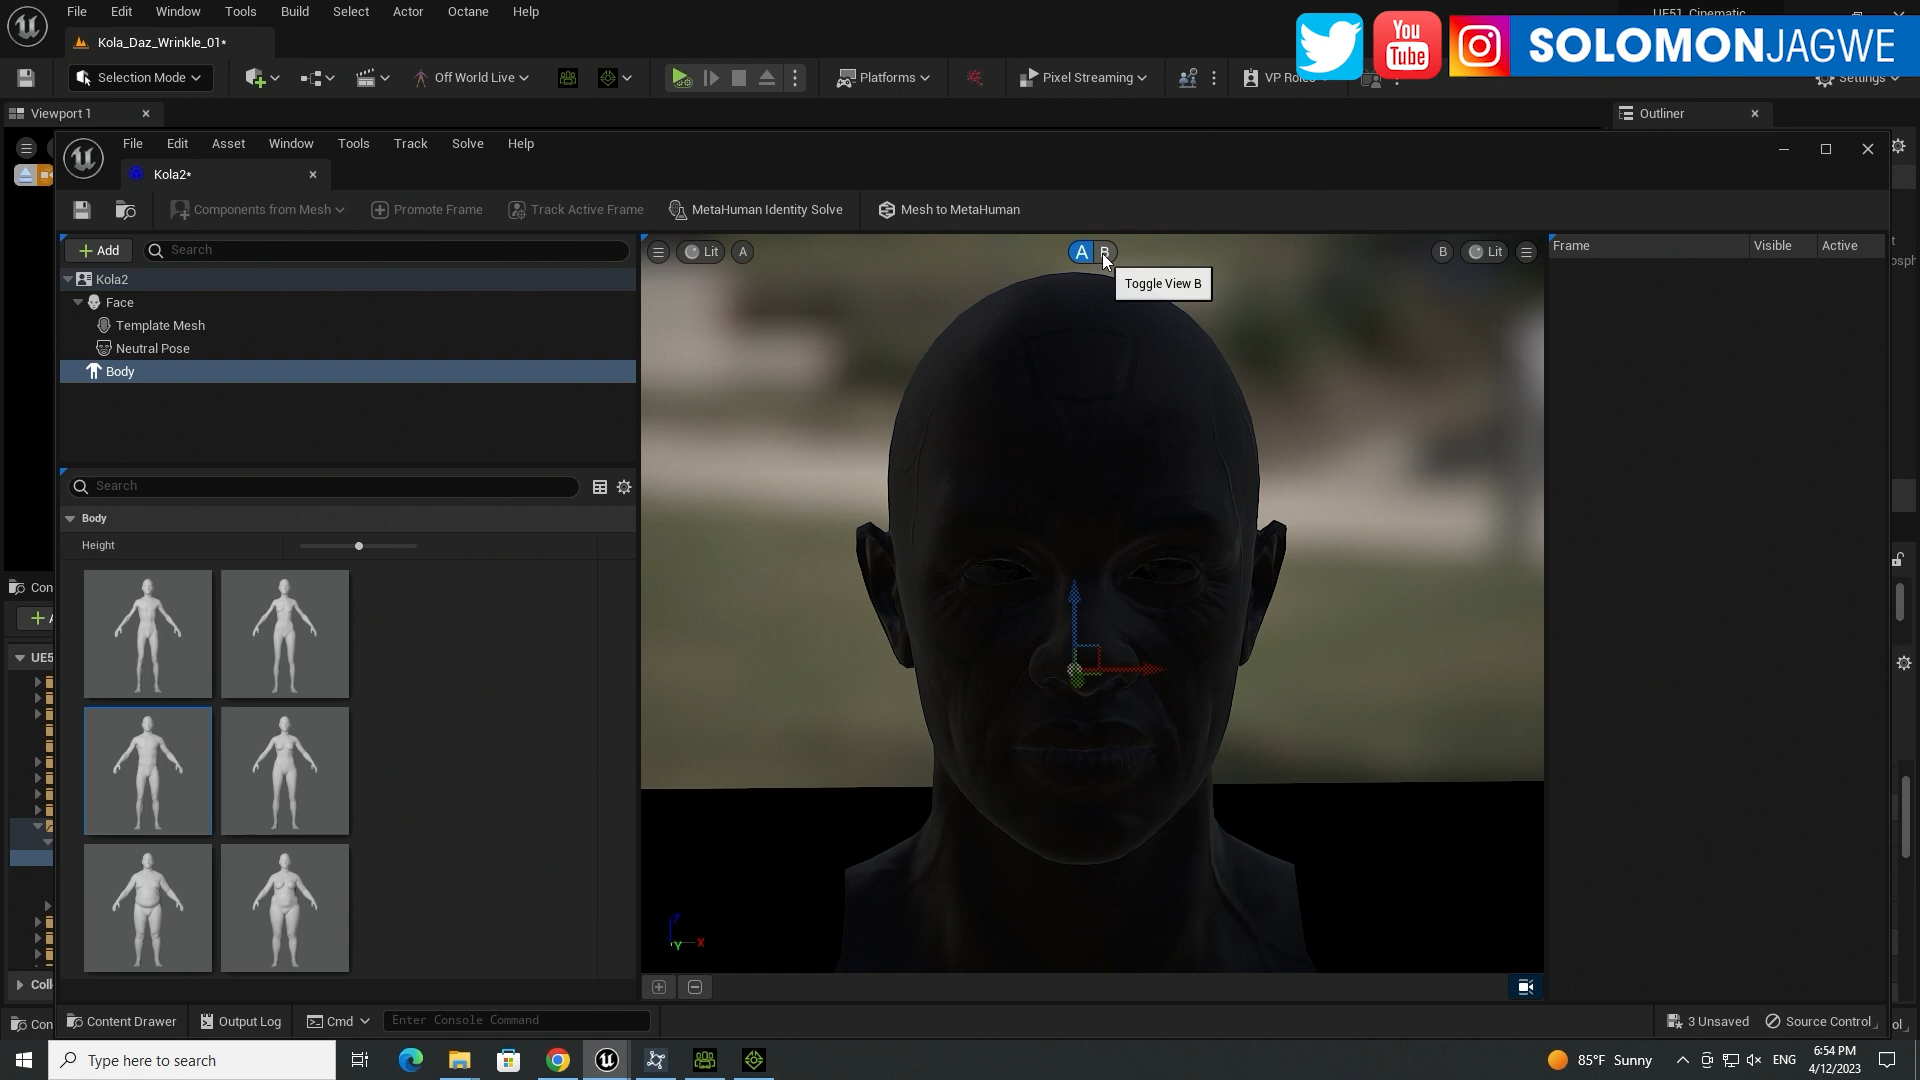 File Edit Window Tools Build Select Actor Octane Help
Kola_Daz_Wrinkle_01*
You Tube
SOLOMONJAGWE
Selection Mode
Off World Live
Platforms
Pixel Streaming
Settings
Viewport 1
Outliner
File Edit Asset Window Tools Track Solve Help
Kola2*
Components from Mesh
Promote Frame
Track Active Frame
MetaHuman Identity Solve
Mesh to MetaHuman
Add
Search
Lit
A
A B
B
Lit
Frame Visible Active
Toggle View B
Kola2
Face
Template Mesh
Neutral Pose
Body
Search
Body
Height
Z
Y
X
Content Drawer
Output Log
Cmd
Enter Console Command
3 Unsaved
Source Control
Type here to search
85°F Sunny
ENG
6:54 PM
4/12/2023